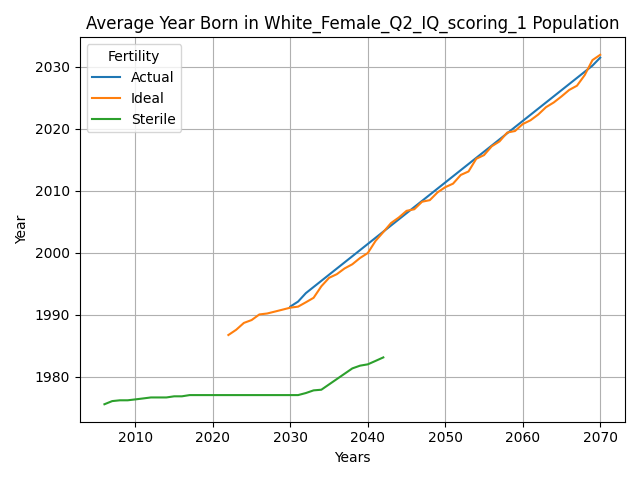 Average Year Born in White_Female_Q2_IQ_scoring_1 Population
Fertility
Actual
Ideal
Sterile
Year
2030
2020
2010
2000
1990
1980
2010
2020
2030
2040
2050
2060
2070
Years